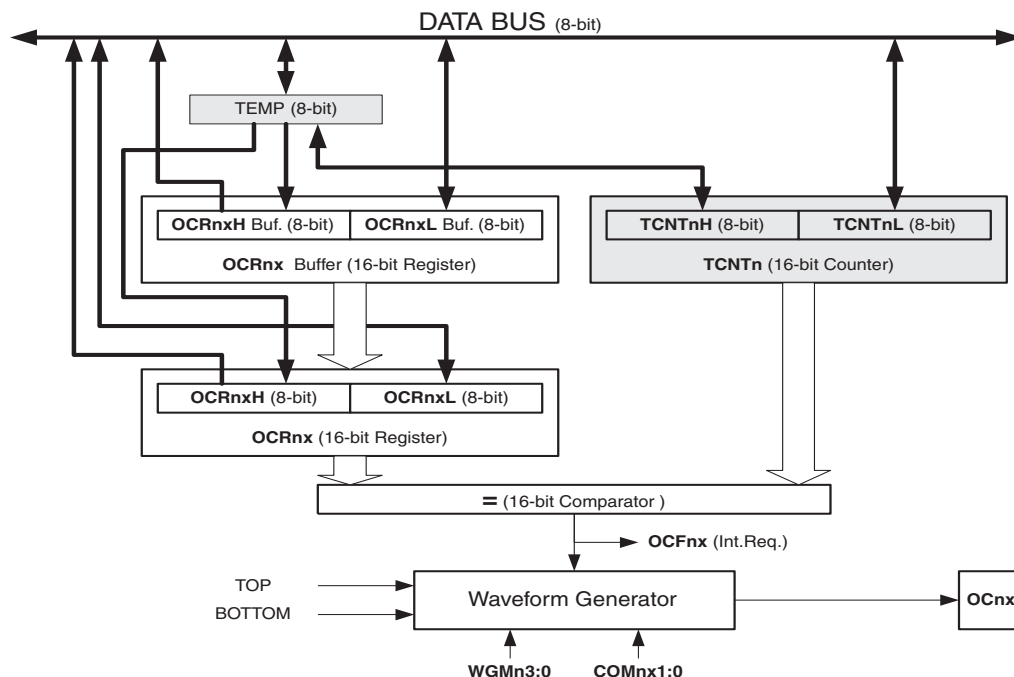 DATA BUS (8-bit)
TEMP (8-bit)
OCRnxH Buf. (8-bit) OCRnxL Buf. (8-bit)
OCRnx Buffer (16-bit Register)
TCNTnH (8-bit) TCNTnL (8-bit)
TCNTn (16-bit Counter)
OCRnxH (8-bit) OCRnxL (8-bit)
OCRnx (16-bit Register)
= (16-bit Comparator )
OCFnx (Int.Req.)
TOP
BOTTOM
Waveform Generator
OCnx
WGMn3:0 COMnx1:0